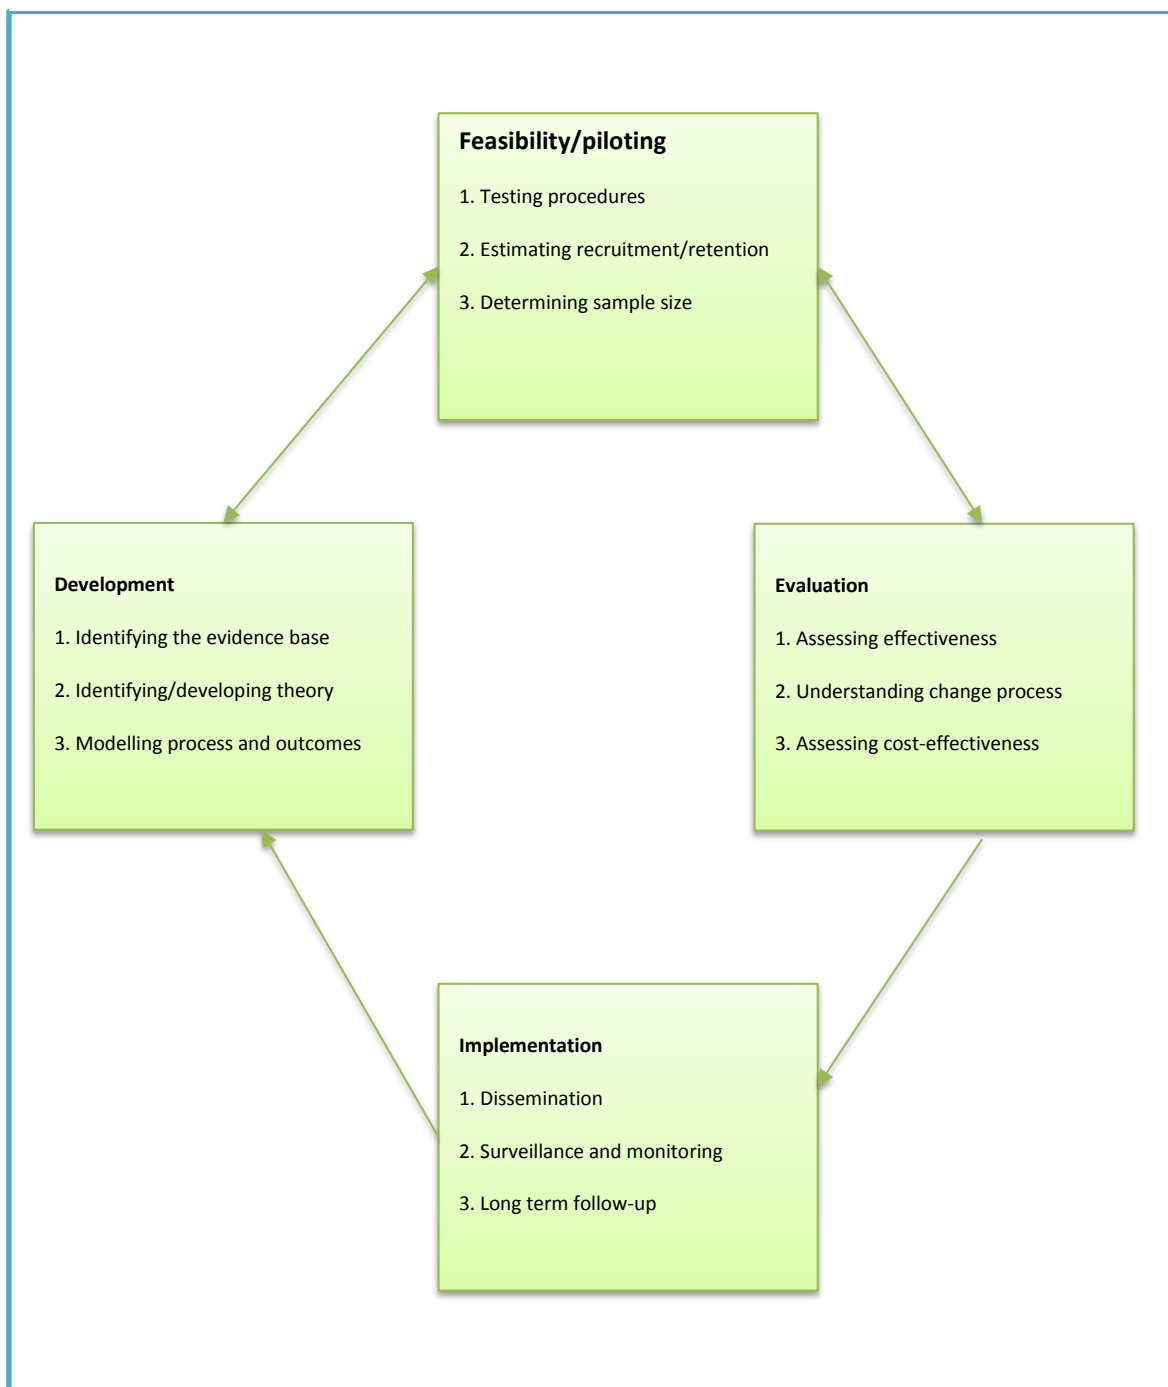 Feasibility/piloting
1. Testing procedures
2. Estimating recruitment/retention
3. Determining sample size
Development
1. Identifying the evidence base
2. Identifying/developing theory
3. Modelling process and outcomes
Evaluation
1. Assessing effectiveness
2. Understanding change process
3. Assessing cost-effectiveness
Implementation
1. Dissemination
2. Surveillance and monitoring
3. Long term follow-up